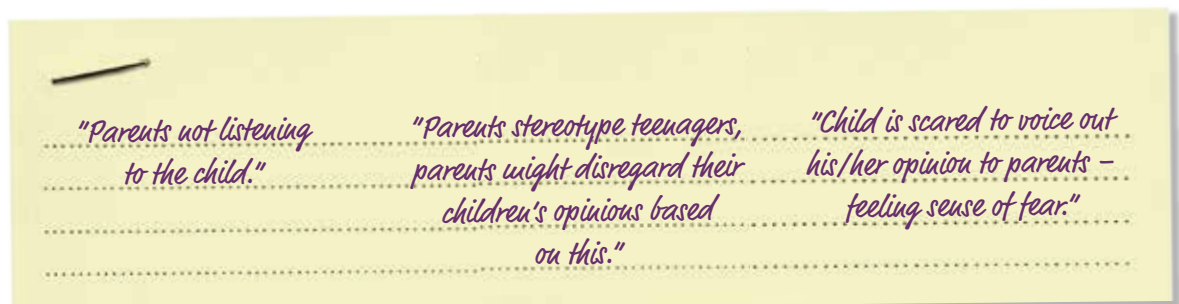 "Parents not listening
to the child."
"Parents stereotype teenagers,
parents might disregard their
children's opinions based
on this."
"Child is scared to voice out
his/her opinion to parents –
feeling sense of fear."